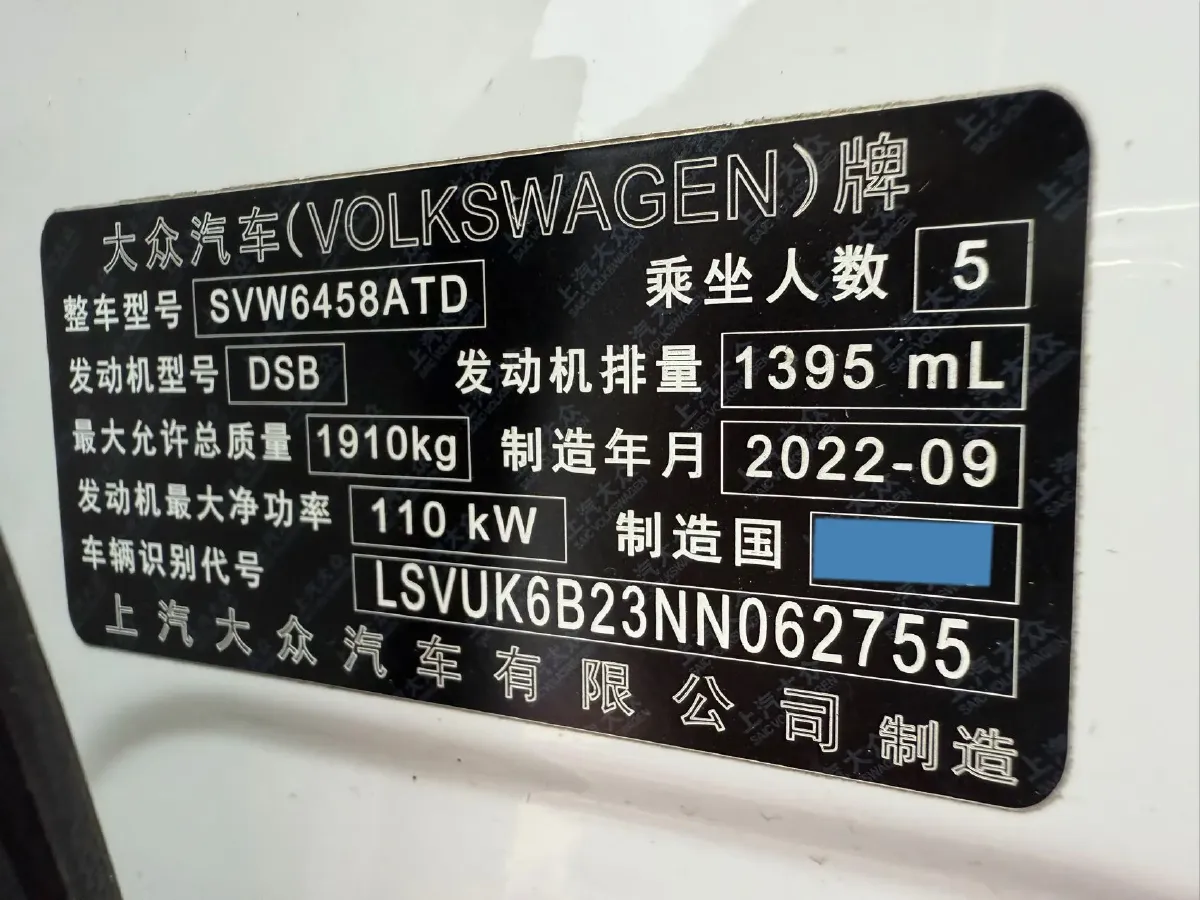 大众汽车(VOLKSWAGEN)牌
整车型号 SVW6458ATD 乘坐人数 5
发动机型号 DSB 发动机排量 1395 mL
最大允许总质量 1910kg 制造年月 2022-09
发动机最大净功率 110 kW 制造国
车辆识别代号 LSVUK6B23NN062755
上汽大众汽车有限公司制造